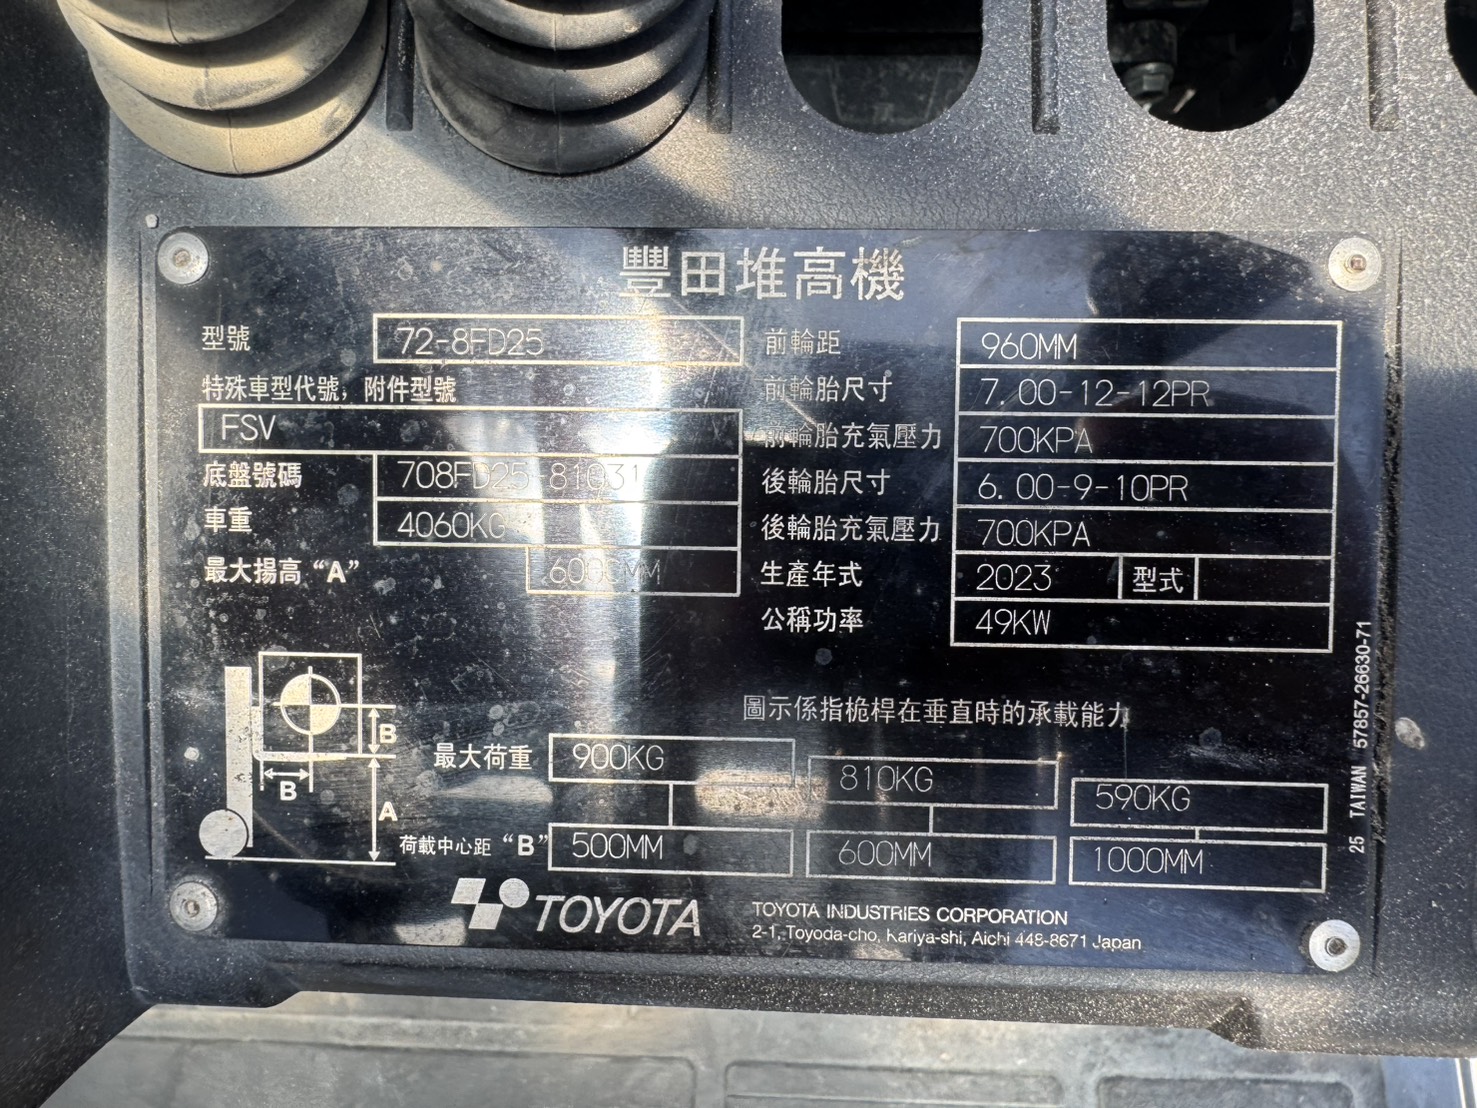 豐田堆高機
型號 72-8FD25 前輪距 960MM
特殊車型代號，附件型號 前輪胎尺寸 7.00-12-12PR
FSV 前輪胎充氣壓力 700KPA
底盤號碼 708FD25-81031 後輪胎尺寸 6.00-9-10PR
車重 4060KG 後輪胎充氣壓力 700KPA
最大揚高“A” 6000MM 生產年式 2023 型式
公稱功率 49KW
圖示係指桅桿在垂直時的承載能力
最大荷重 900KG 810KG 590KG
荷載中心距“B” 500MM 600MM 1000MM
B
B
A
TOYOTA
TOYOTA INDUSTRIES CORPORATION
2-1, Toyoda-cho, Kariya-shi, Aichi 448-8671 Japan
25 TAIWAN 57857-26630-71